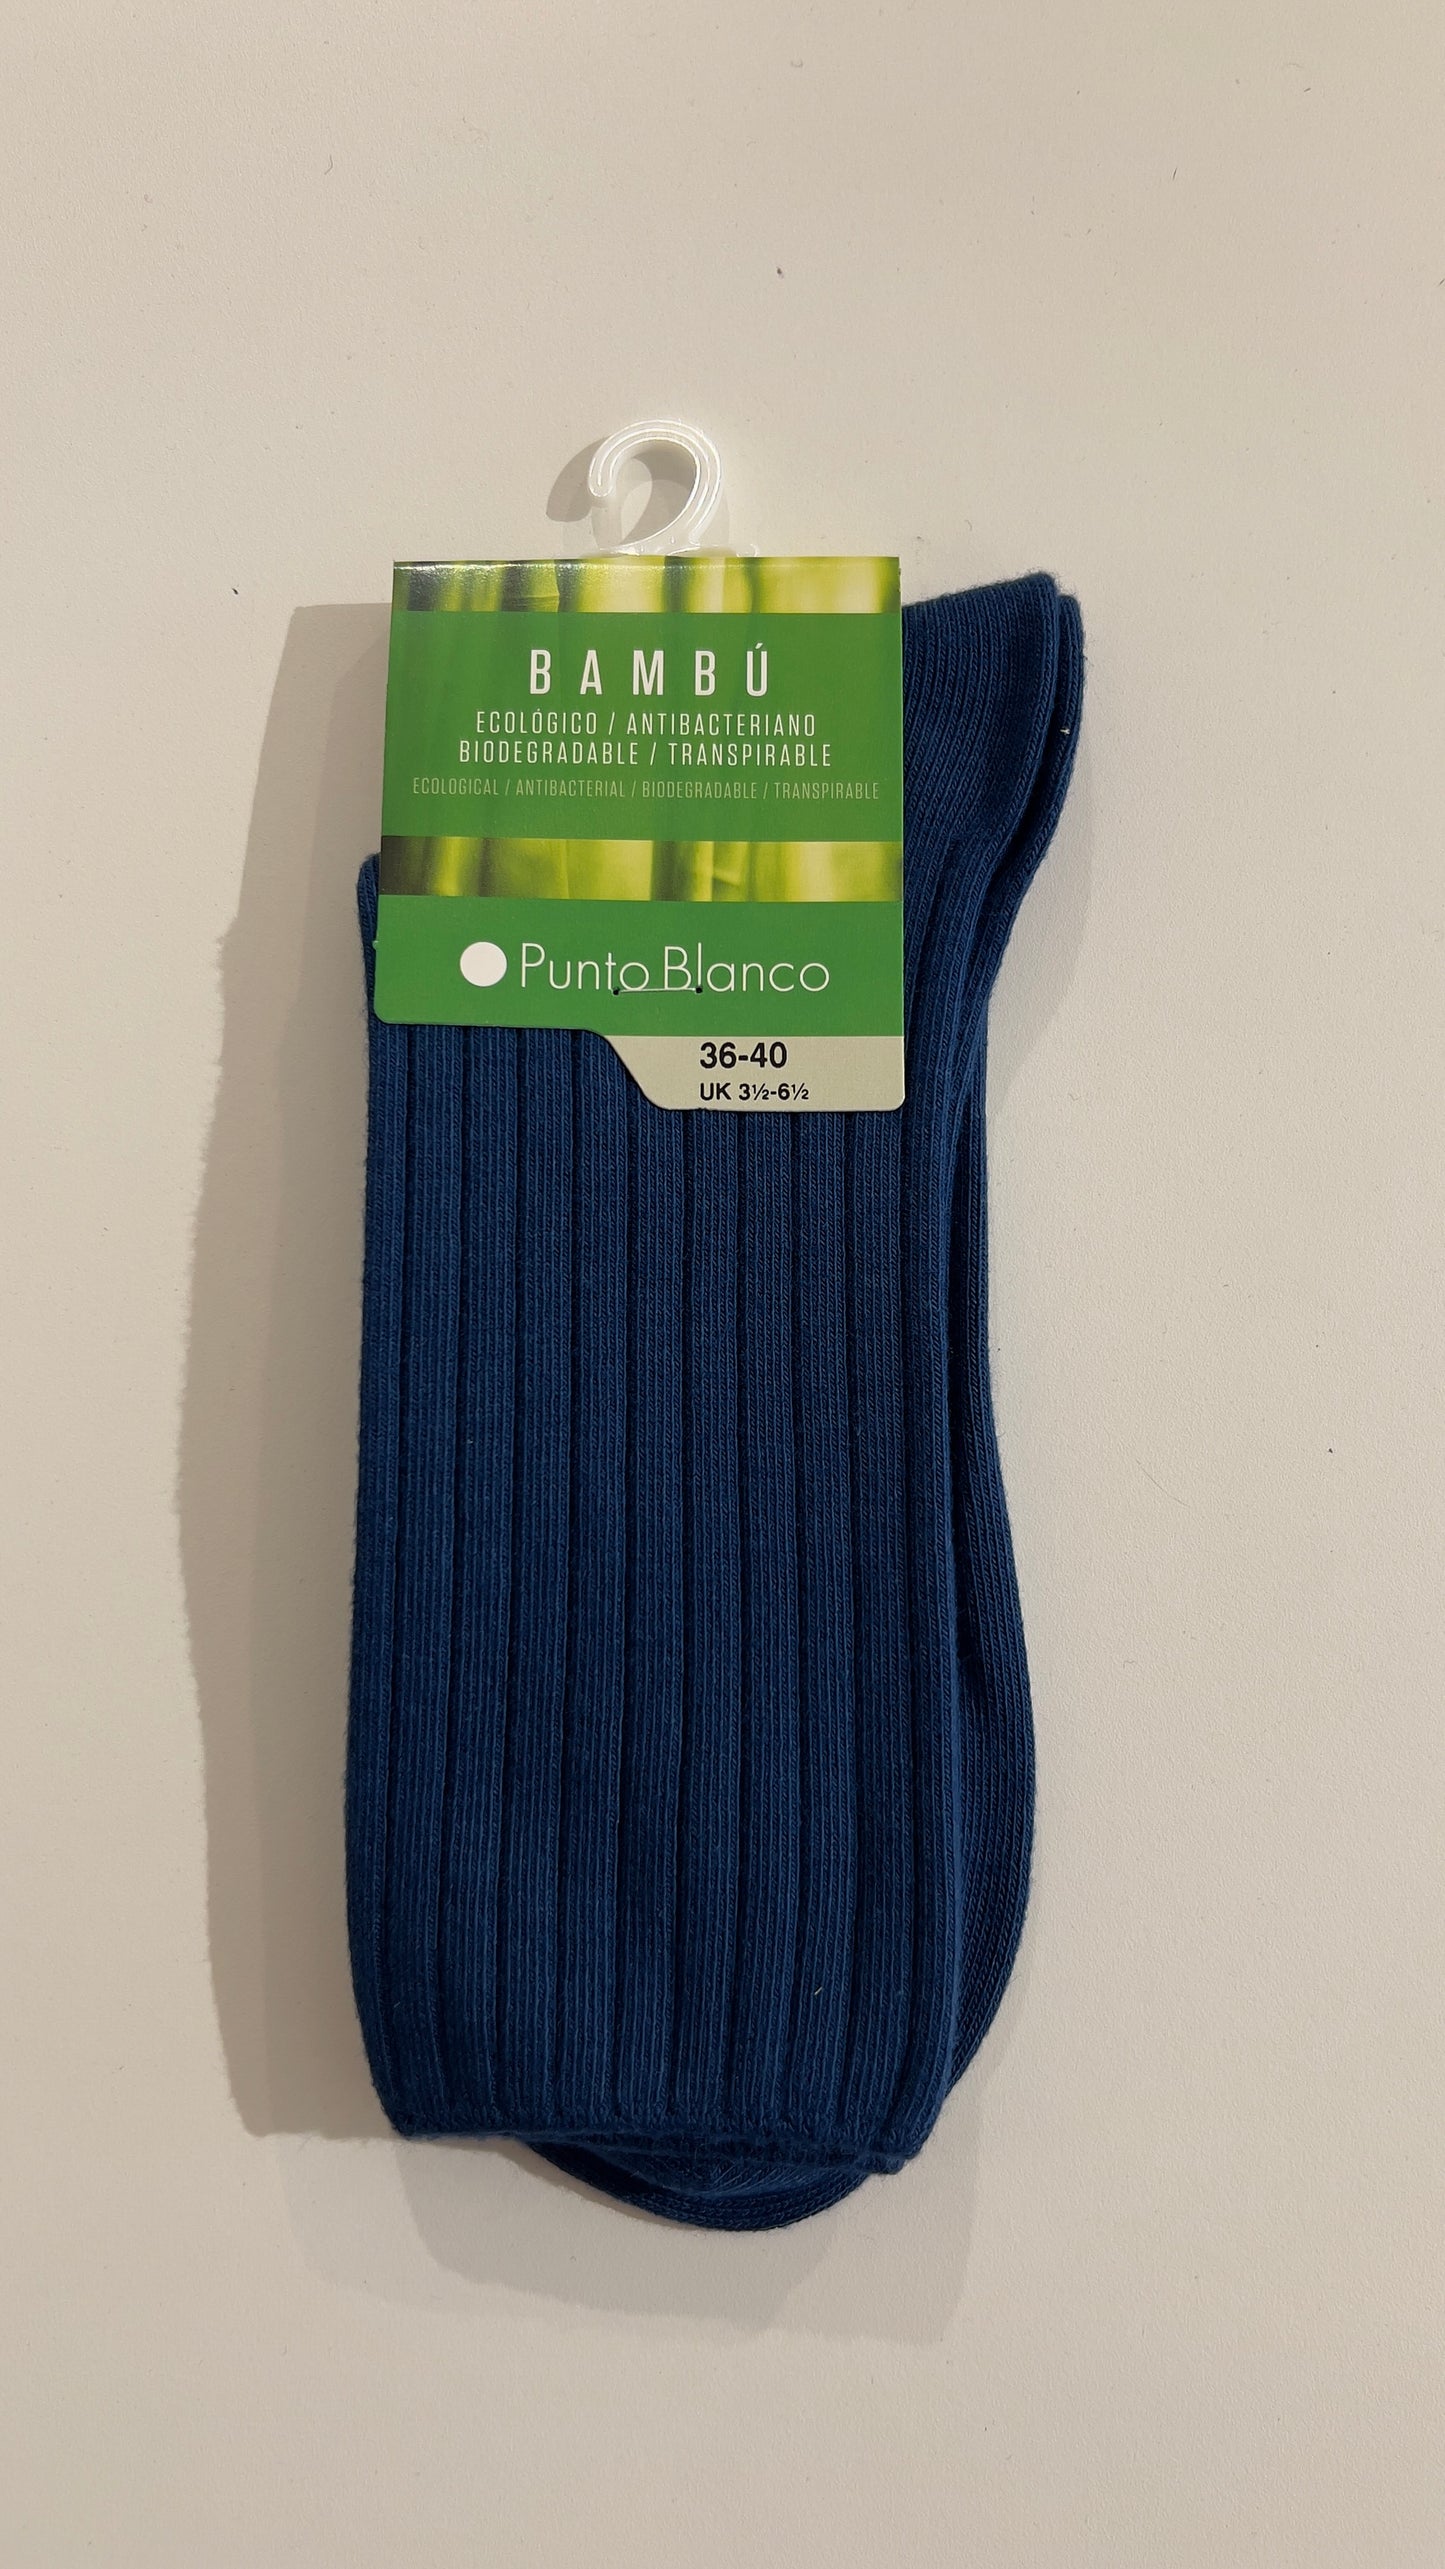 BAMBÚ
ECOLÓGICO / ANTIBACTERIANO
BIODEGRADABLE / TRANSPIRABLE
ECOLOGICAL / ANTIBACTERIAL / BIODEGRADABLE / TRANSPIRABLE
Punto Blanco
36-40
UK 3½-6½